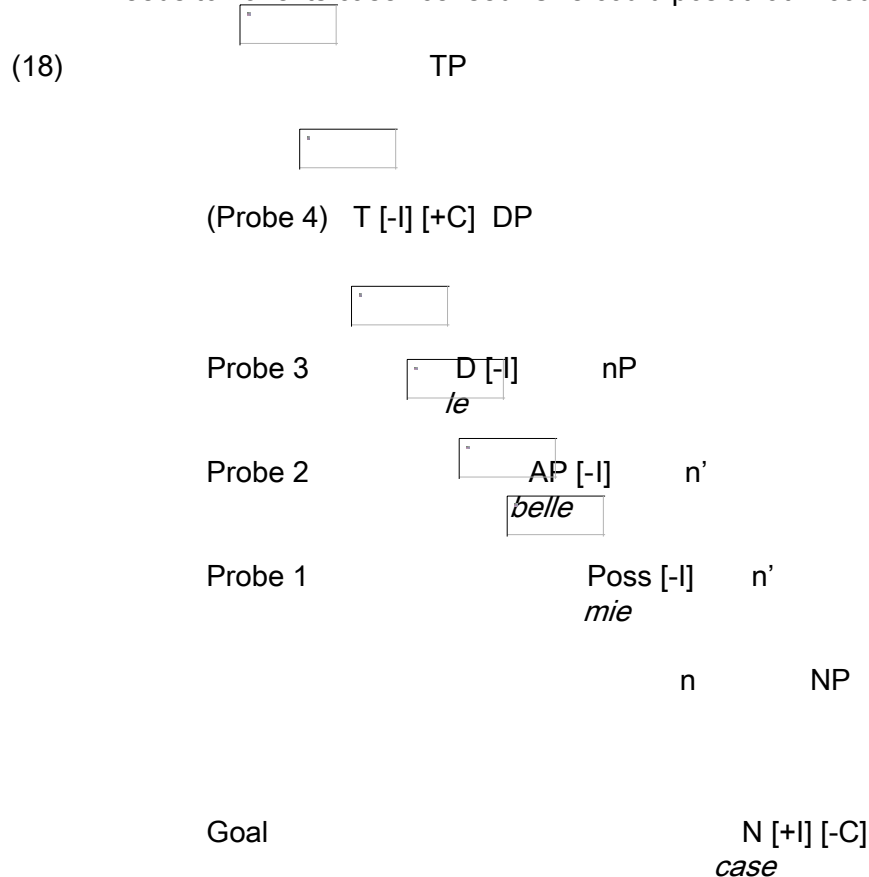 (18) TP
(Probe 4) T [-I] [+C] DP
Probe 3 D [-I] nP
le
Probe 2 AP [-I] n’
belle
Probe 1 Poss [-I] n’
mie
n NP
Goal N [+I] [-C]
case